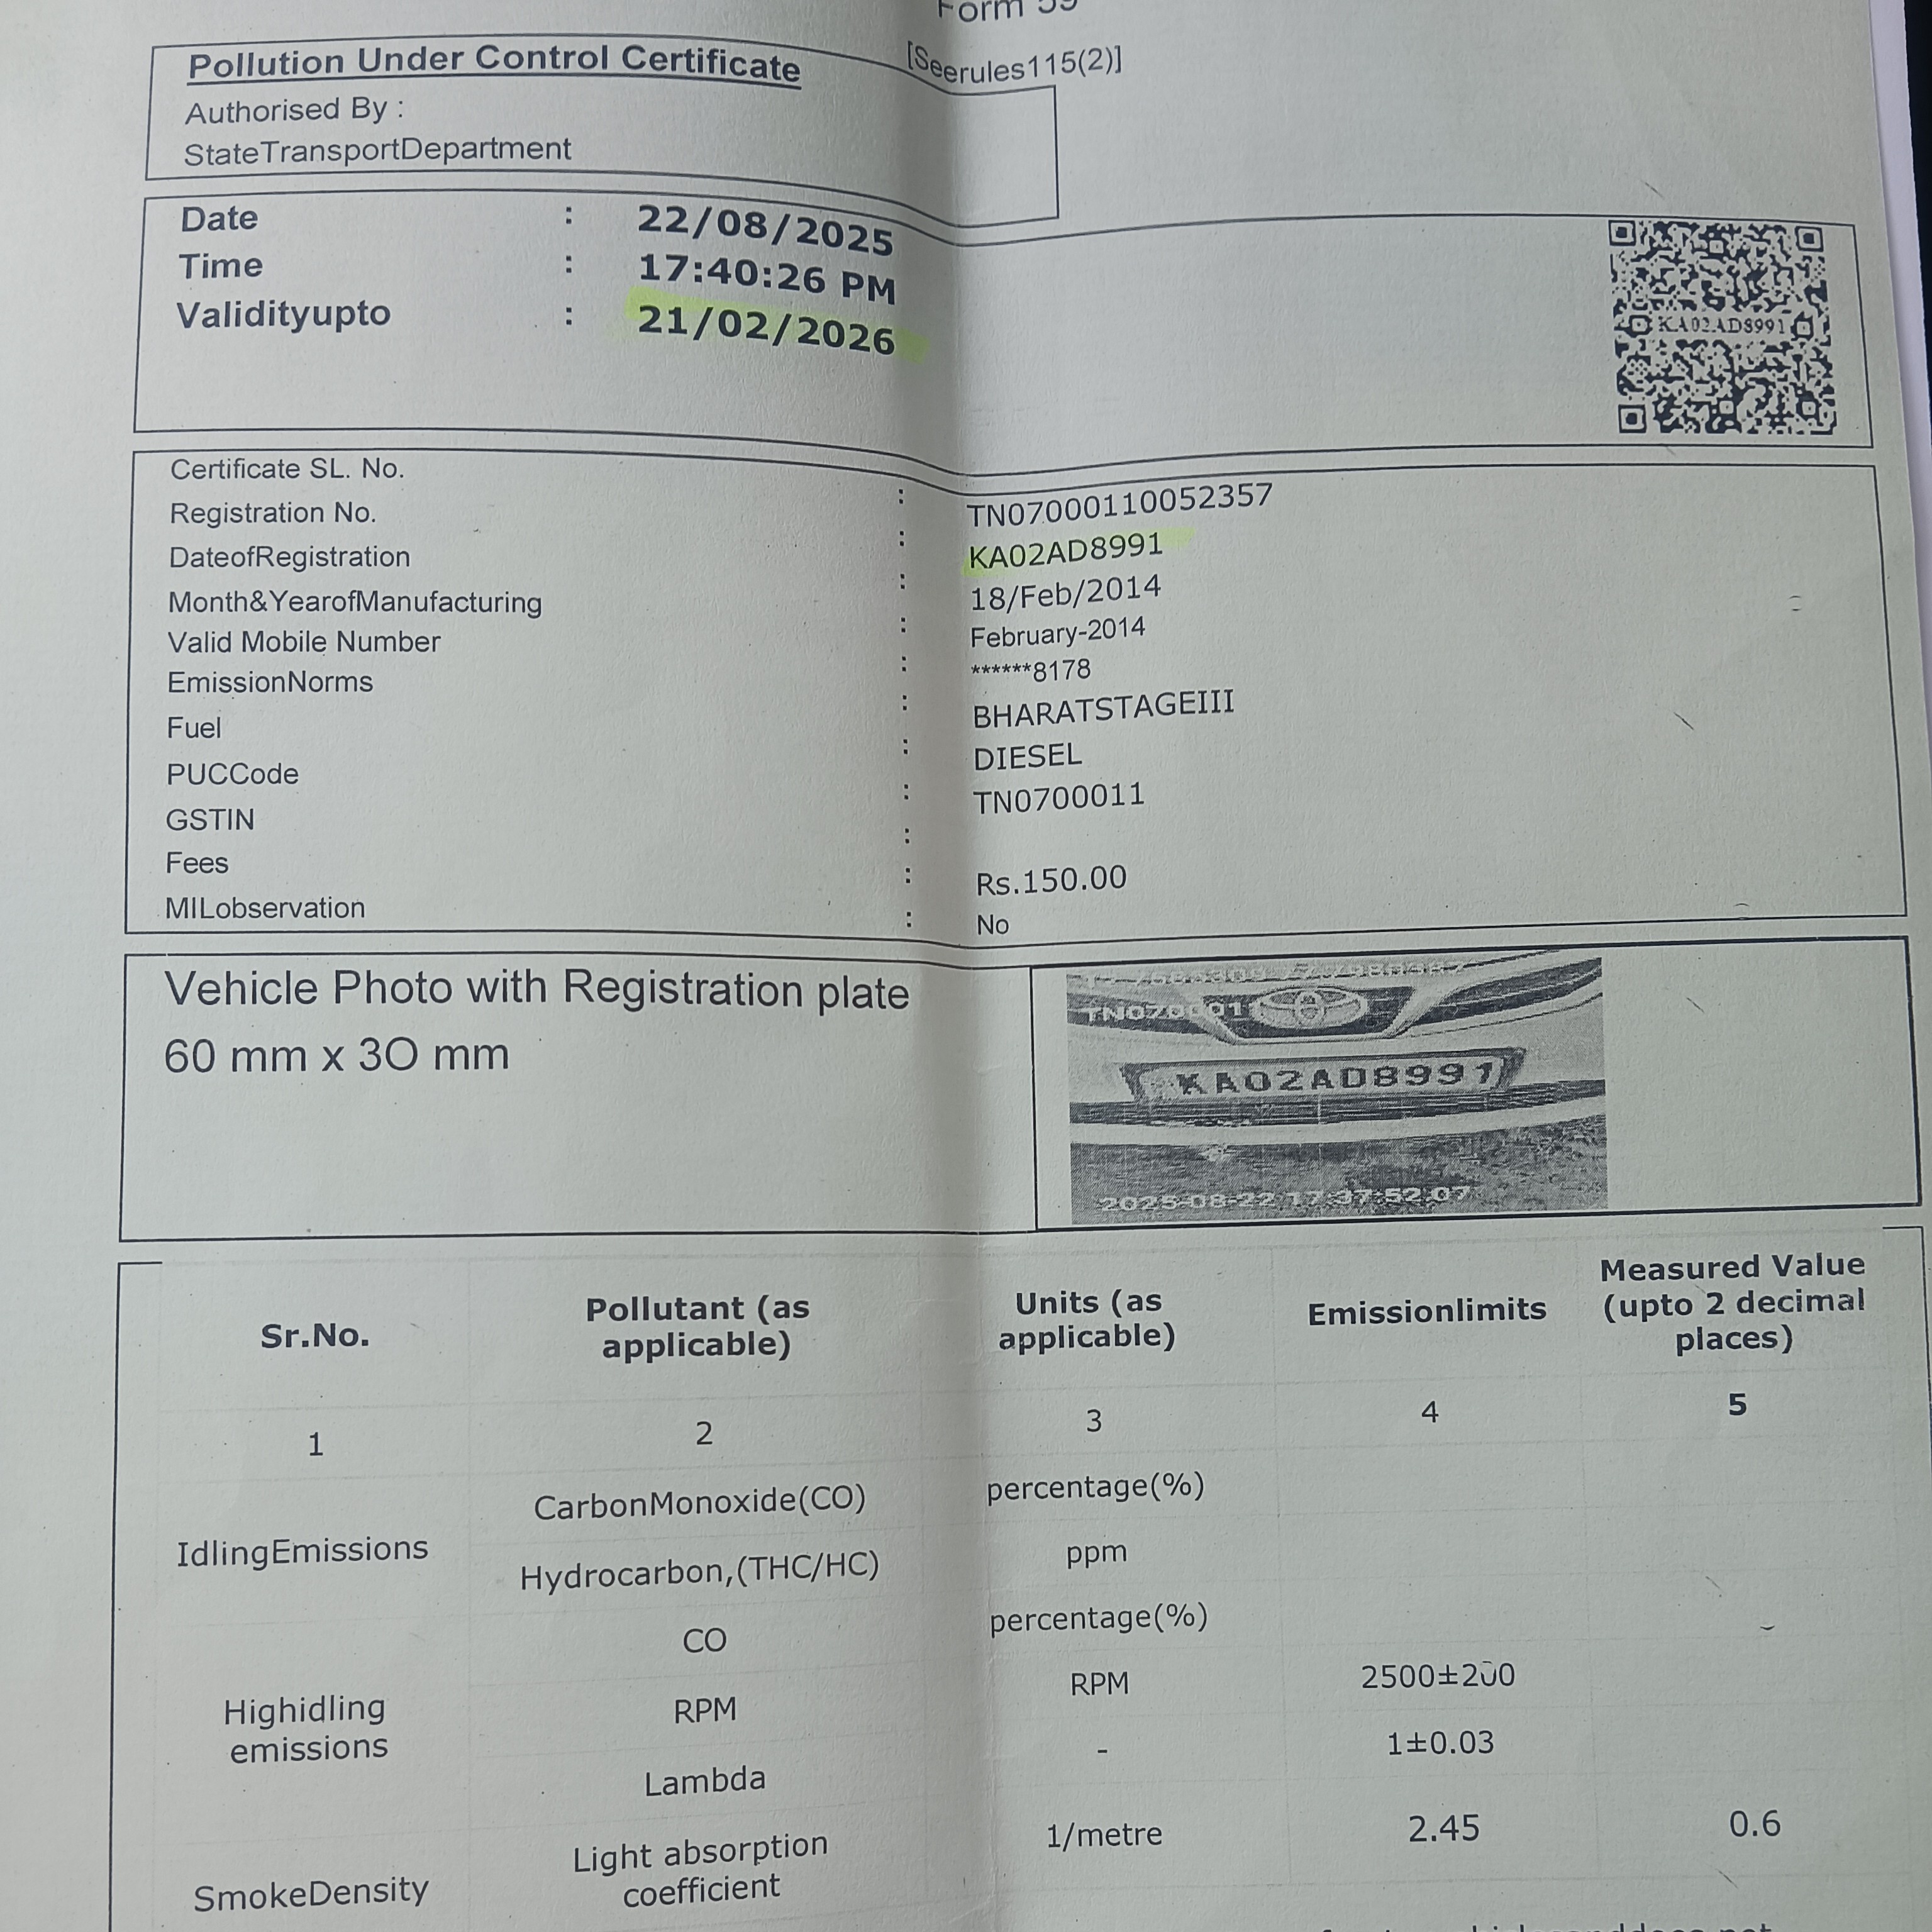 Form 59
[Seerules115(2)]
Pollution Under Control Certificate
Authorised By :
StateTransportDepartment
Date : 22/08/2025
Time : 17:40:26 PM
Validityupto : 21/02/2026
KA02AD8991
Certificate SL. No. : TN07000110052357
Registration No. : KA02AD8991
DateofRegistration : 18/Feb/2014
Month&YearofManufacturing : February-2014
Valid Mobile Number : ******8178
EmissionNorms : BHARATSTAGEIII
Fuel : DIESEL
PUCCode : TN0700011
GSTIN :
Fees : Rs.150.00
MILobservation : No
Vehicle Photo with Registration plate
60 mm x 3O mm
KA02AD8991
2025-08-22 17:37:52.07
Sr.No. Pollutant (as applicable) Units (as applicable) Emissionlimits Measured Value (upto 2 decimal places)
1 2 3 4 5
IdlingEmissions CarbonMonoxide(CO) percentage(%)
Hydrocarbon,(THC/HC) ppm
Highidling emissions CO percentage(%)
RPM RPM 2500±200
Lambda - 1±0.03
SmokeDensity Light absorption coefficient 1/metre 2.45 0.6